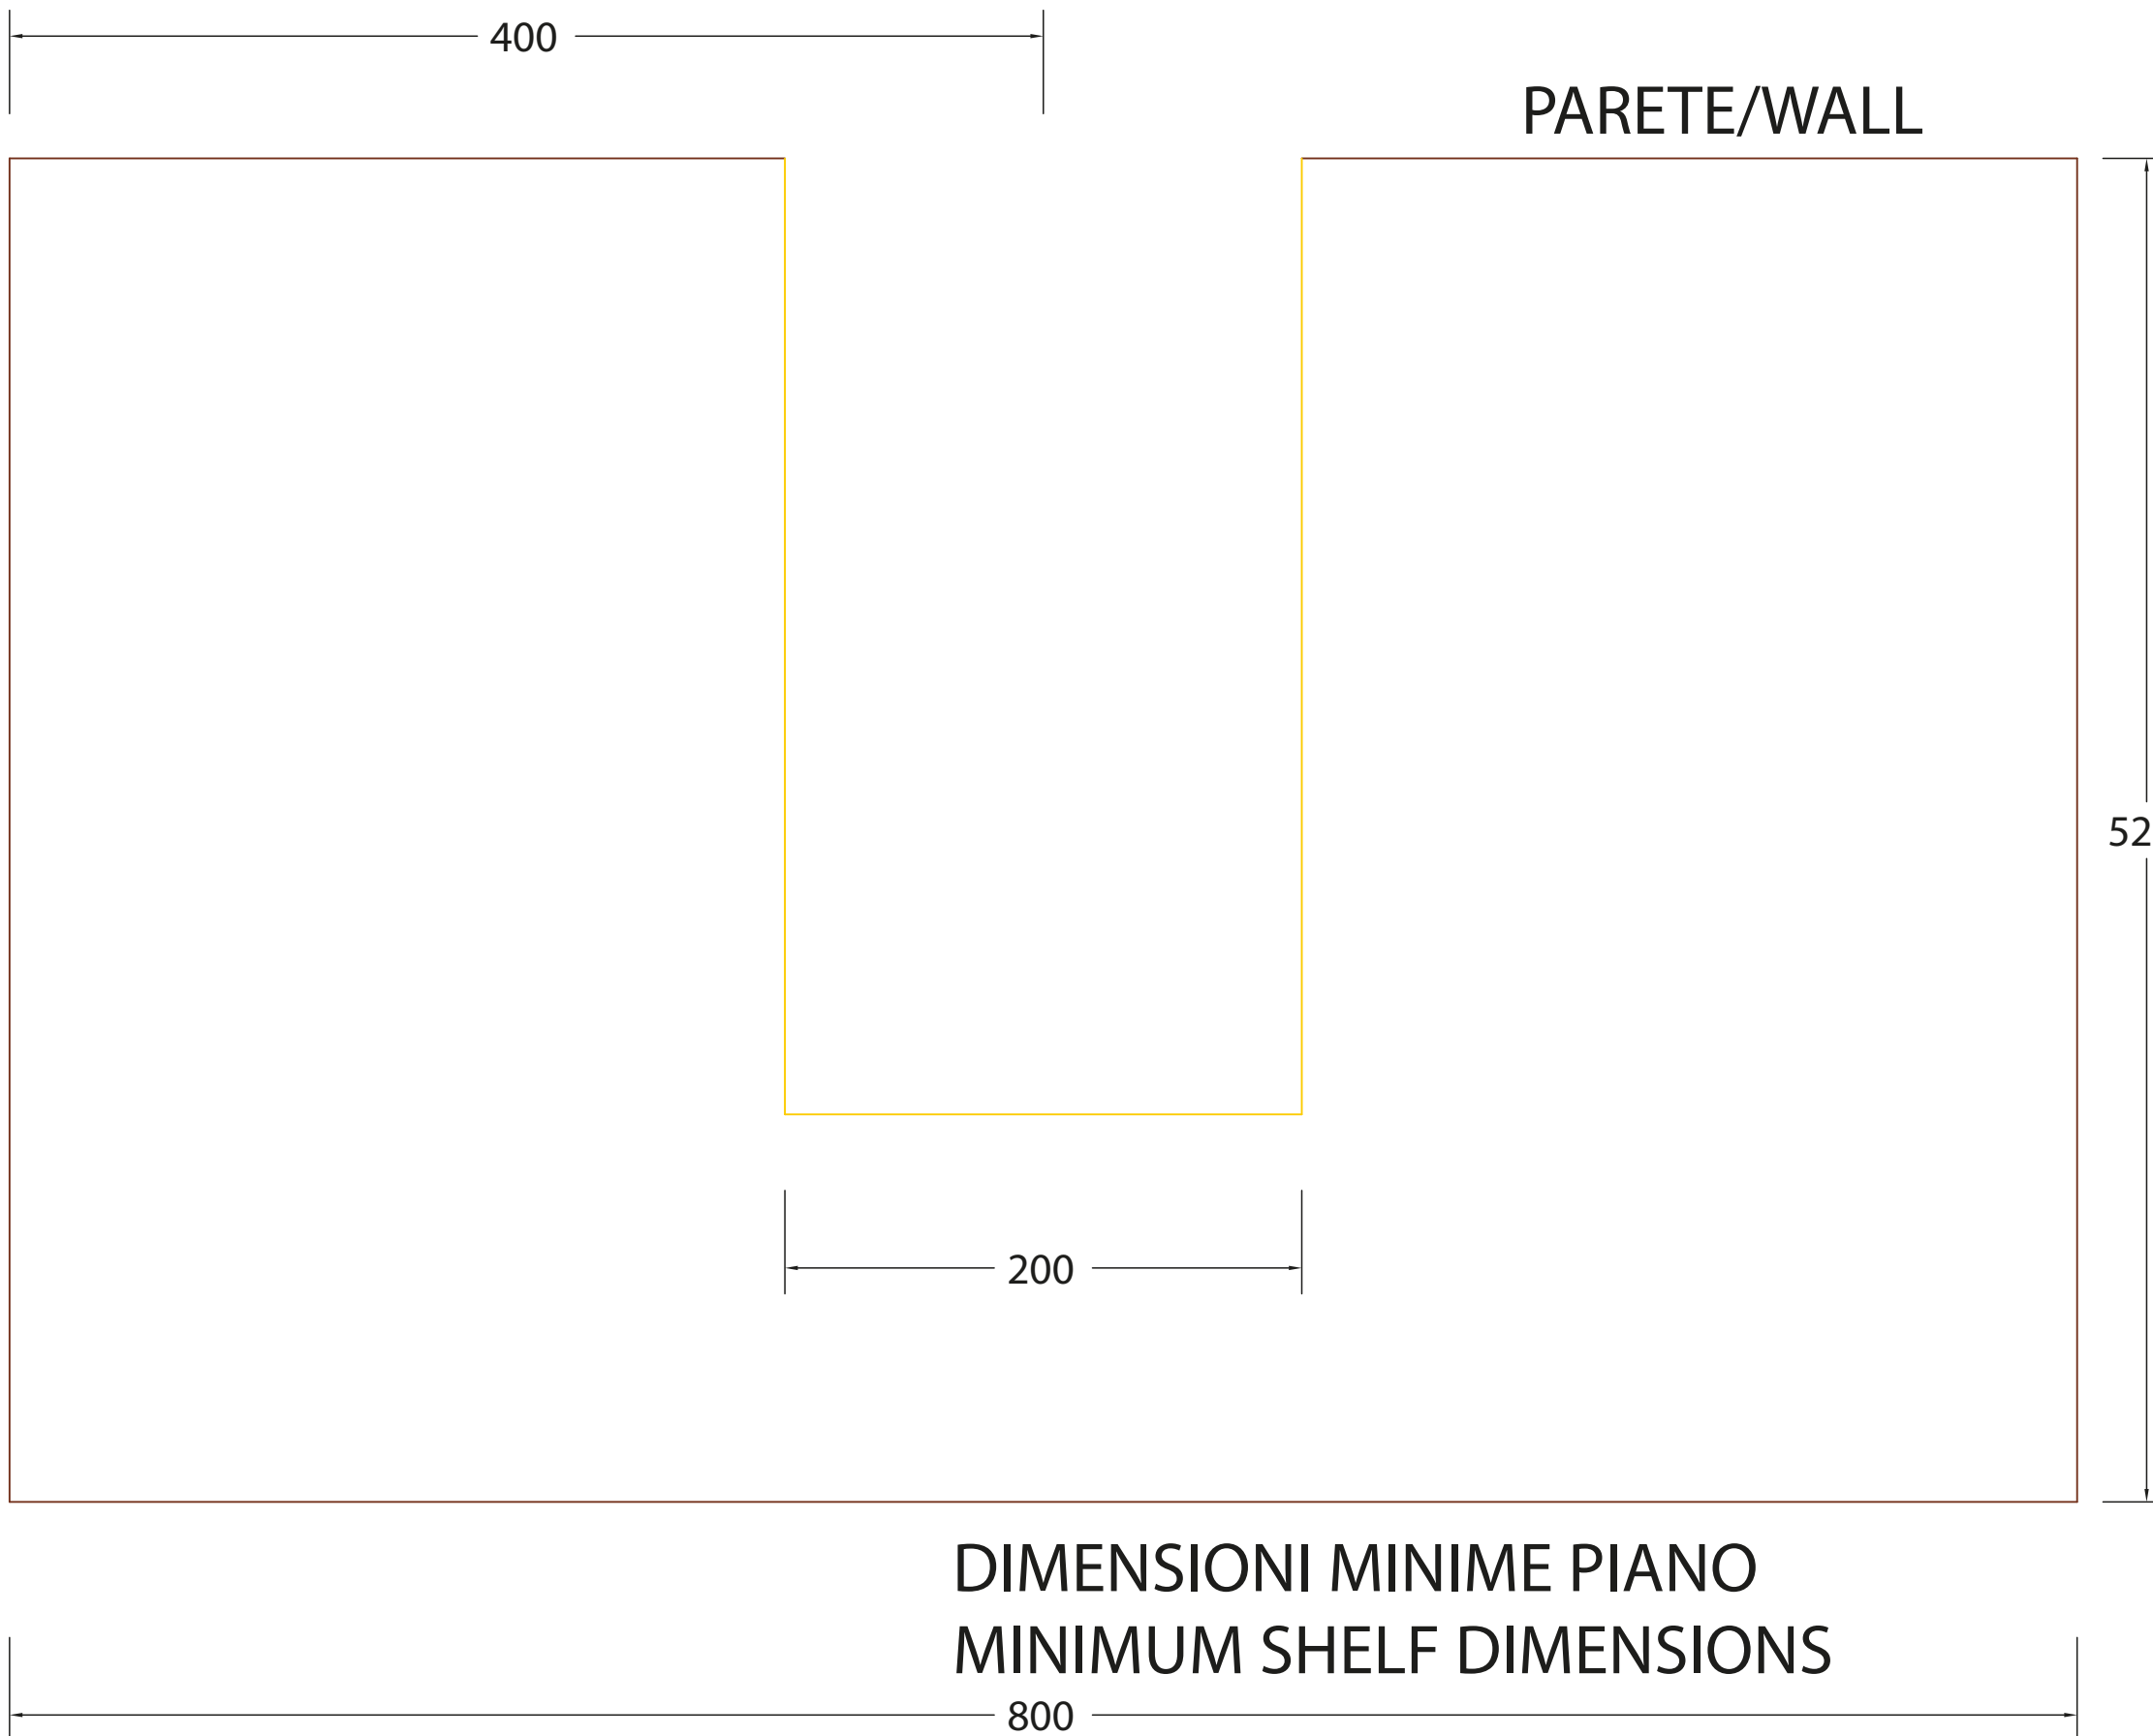 400
PARETE/WALL
52
200
DIMENSIONI MINIME PIANO
MINIMUM SHELF DIMENSIONS
800